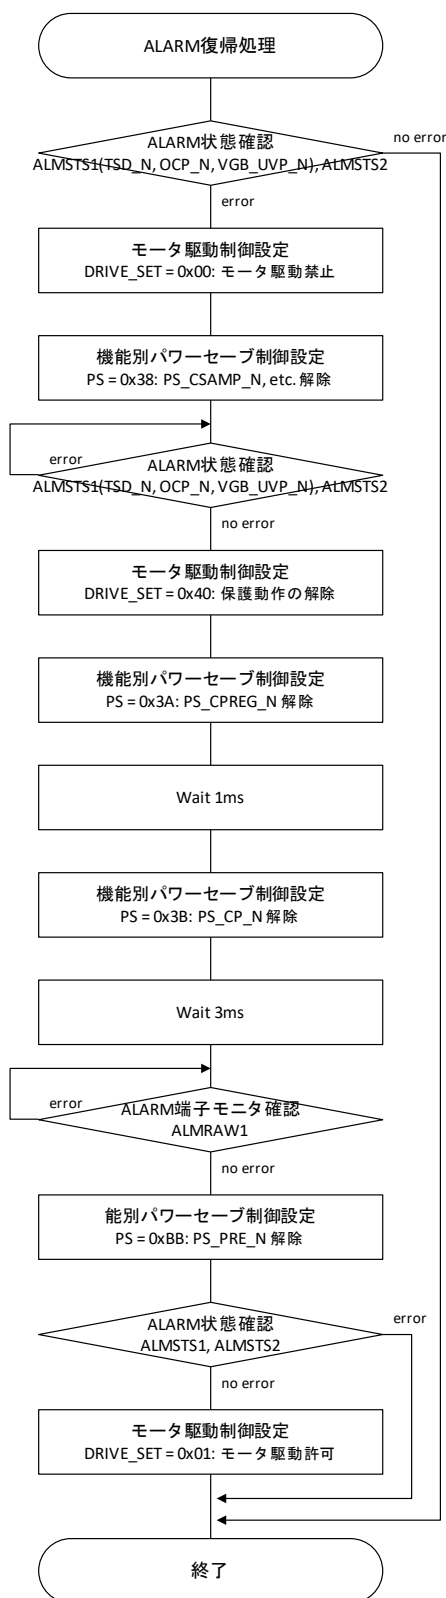 ALARM復帰処理
ALARM状態確認
ALMSTS1(TSD_N, OCP_N, VGB_UVP_N), ALMSTS2
no error
error
モータ駆動制御設定
DRIVE_SET = 0x00: モータ駆動禁止
機能別パワーセーブ制御設定
PS = 0x38: PS_CSAMP_N, etc. 解除
error
ALARM状態確認
ALMSTS1(TSD_N, OCP_N, VGB_UVP_N), ALMSTS2
no error
モータ駆動制御設定
DRIVE_SET = 0x40: 保護動作の解除
機能別パワーセーブ制御設定
PS = 0x3A: PS_CPREG_N 解除
Wait 1ms
機能別パワーセーブ制御設定
PS = 0x3B: PS_CP_N 解除
Wait 3ms
error
ALARM端子モニタ確認
ALMRAW1
no error
能別パワーセーブ制御設定
PS = 0xBB: PS_PRE_N 解除
ALARM状態確認
ALMSTS1, ALMSTS2
error
no error
モータ駆動制御設定
DRIVE_SET = 0x01: モータ駆動許可
終了